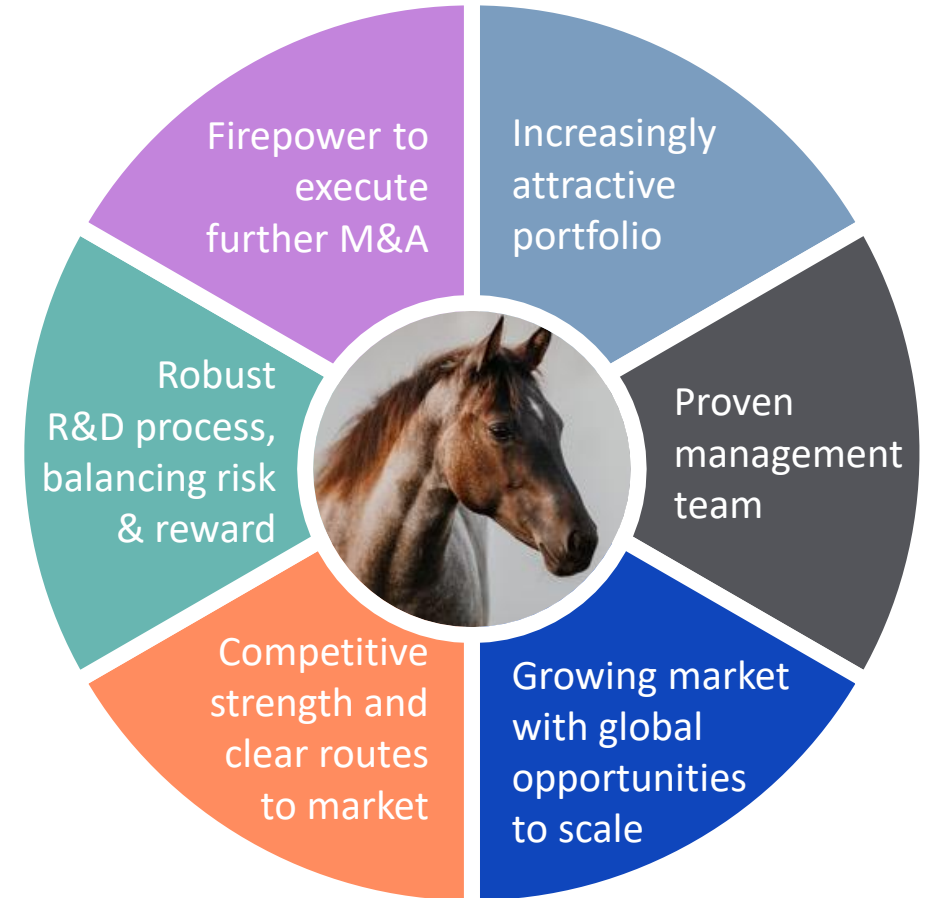 Firepower to
execute
further M&A
Increasingly
attractive
portfolio
Proven
management
team
Growing market
with global
opportunities
to scale
Competitive
strength and
clear routes
to market
Robust
R&D process,
balancing risk
& reward